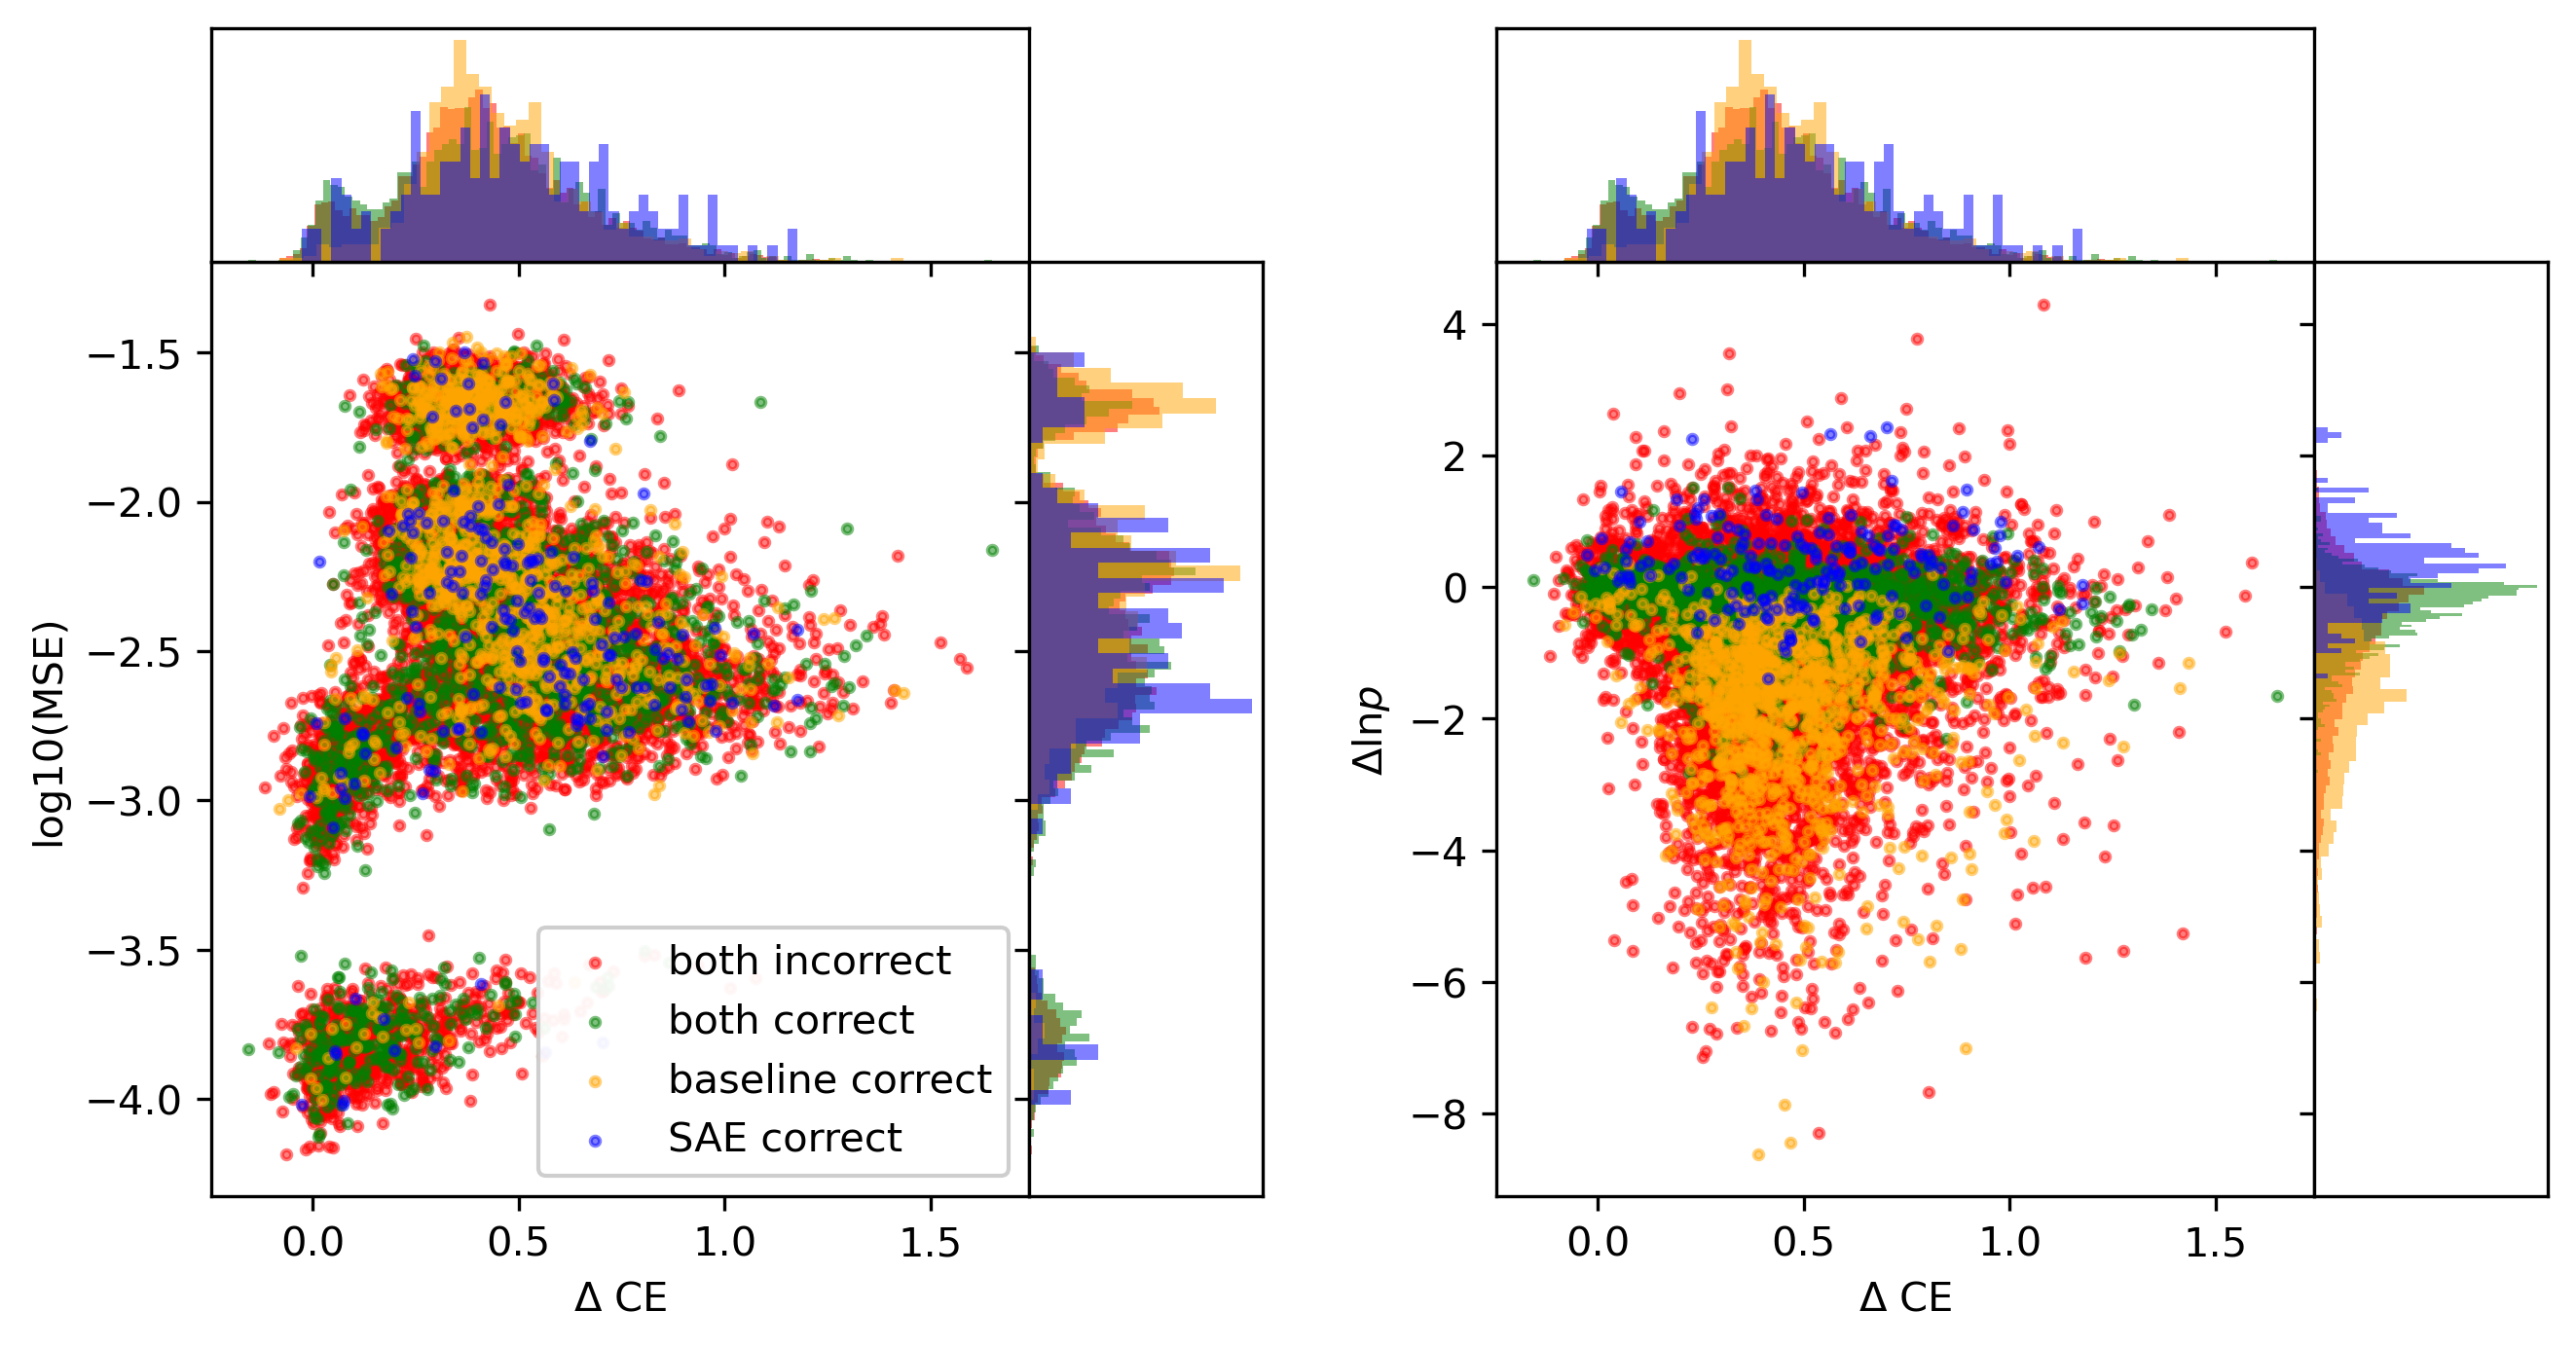 −1.5
−2.0
−2.5
−3.0
−3.5
−4.0
log10(MSE)
both incorrect
both correct
baseline correct
SAE correct
0.0 0.5 1.0 1.5
Δ CE
4
2
0
−2
−4
−6
−8
Δlnp
0.0 0.5 1.0 1.5
Δ CE